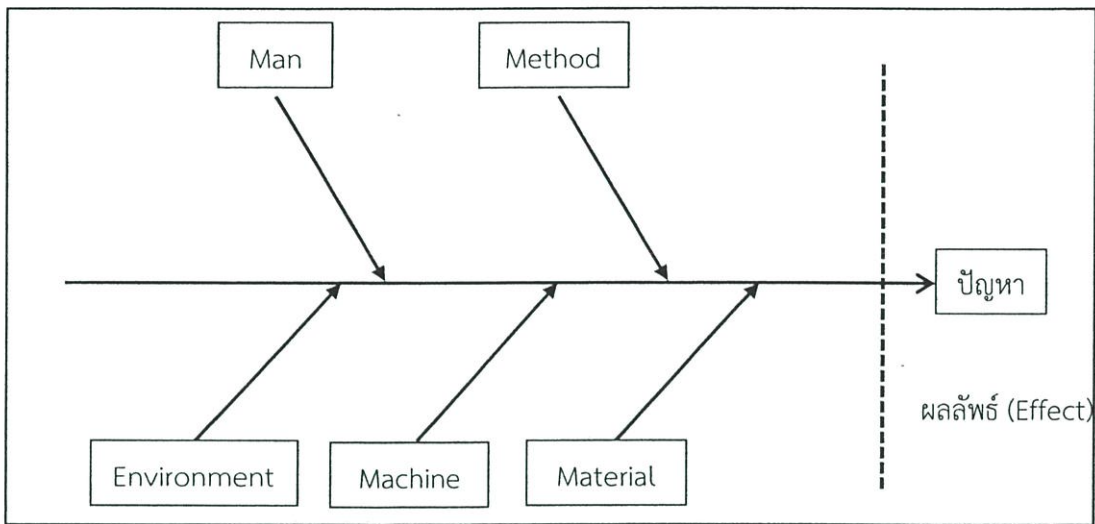 Man
Method
ปัญหา
ผลลัพธ์ (Effect)
Environment
Machine
Material